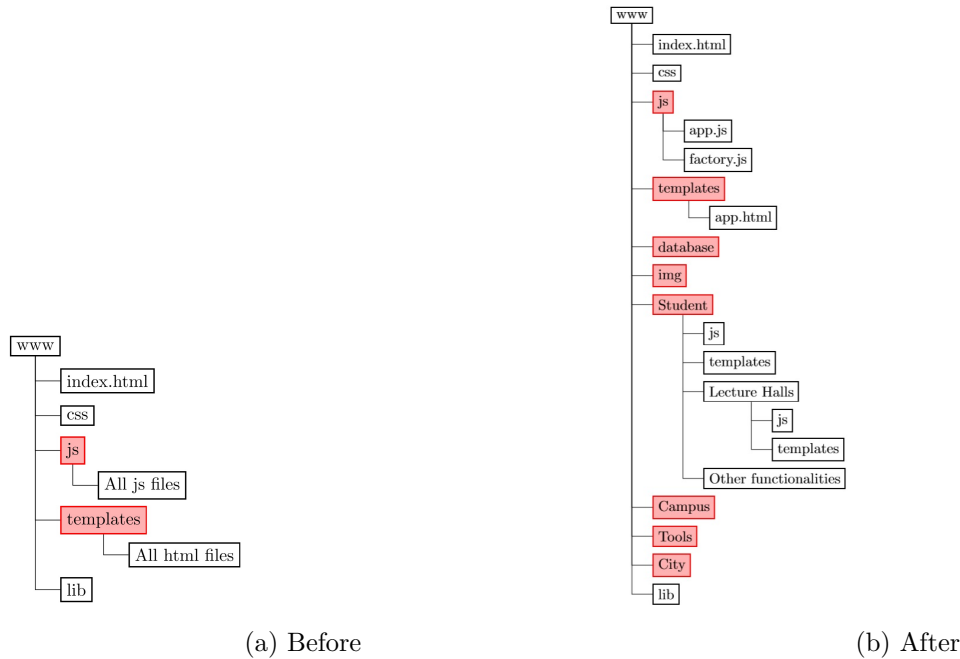 www
index.html
css
js
All js files
templates
All html files
lib
(a) Before
www
index.html
css
js
app.js
factory.js
templates
app.html
database
img
Student
js
templates
Lecture Halls
js
templates
Other functionalities
Campus
Tools
City
lib
(b) After